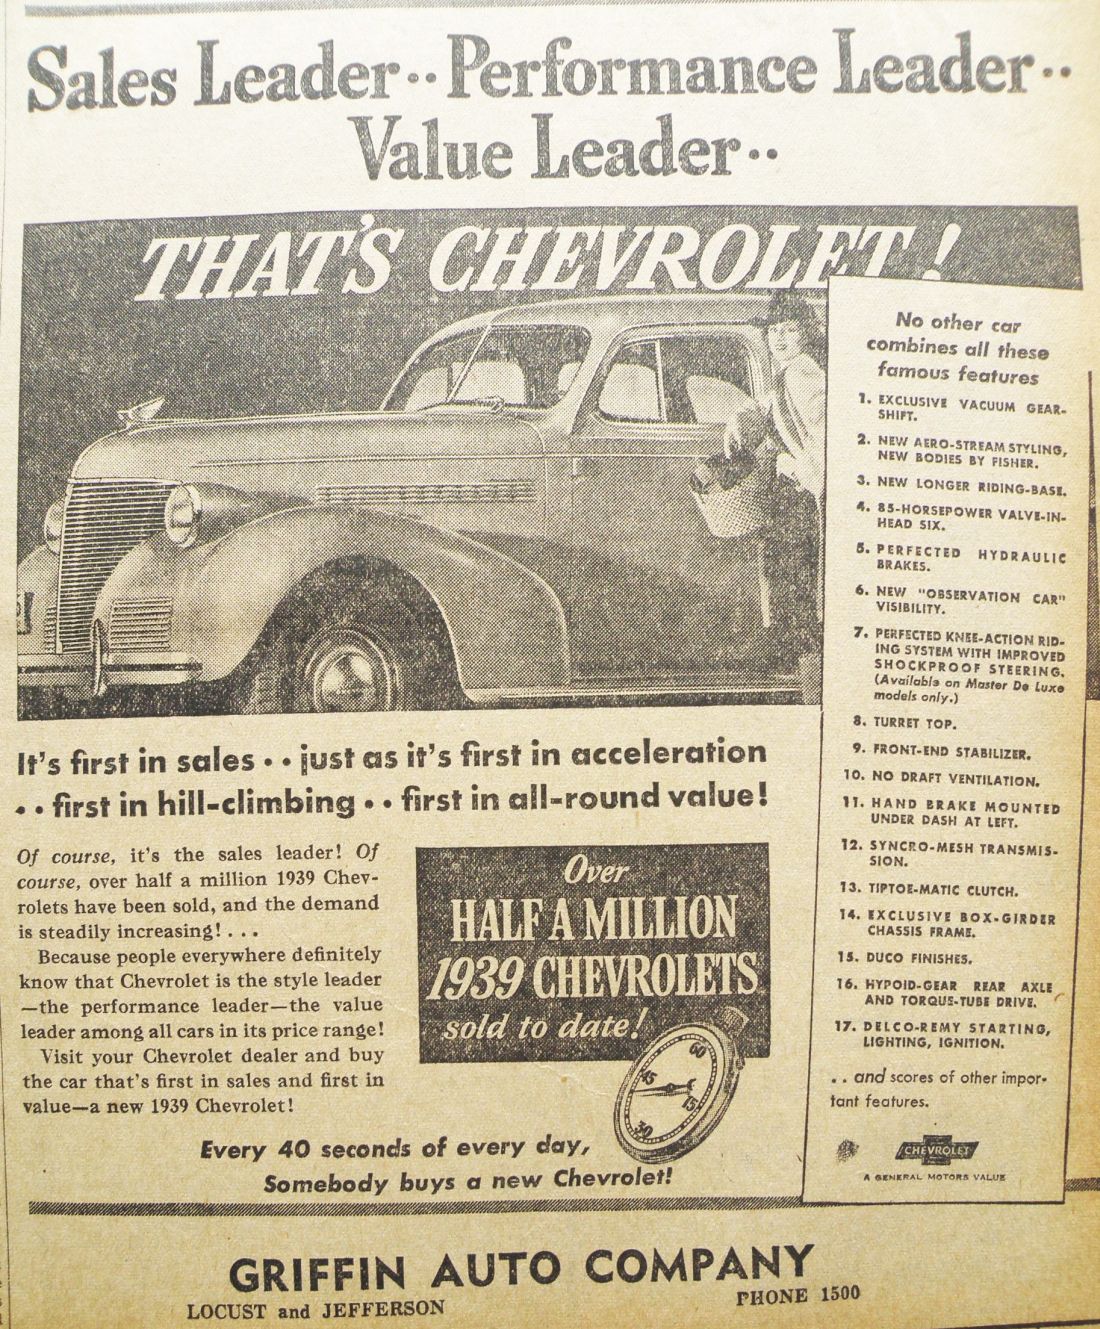 Sales Leader·· Performance Leader··
Value Leader··
THAT'S CHEVROLET!
No other car
combines all these
famous features
1. EXCLUSIVE VACUUM GEAR-
SHIFT.
2. NEW AERO-STREAM STYLING,
NEW BODIES BY FISHER.
3. NEW LONGER RIDING-BASE.
4. 85-HORSEPOWER VALVE-IN-
HEAD SIX.
5. PERFECTED HYDRAULIC
BRAKES.
6. NEW "OBSERVATION CAR"
VISIBILITY.
7. PERFECTED KNEE-ACTION RID-
ING SYSTEM WITH IMPROVED
SHOCKPROOF STEERING.
(Available on Master De Luxe
models only.)
8. TURRET TOP.
9. FRONT-END STABILIZER.
10. NO DRAFT VENTILATION.
11. HAND BRAKE MOUNTED
UNDER DASH AT LEFT.
12. SYNCRO-MESH TRANSMIS-
SION.
13. TIPTOE-MATIC CLUTCH.
14. EXCLUSIVE BOX-GIRDER
CHASSIS FRAME.
15. DUCO FINISHES.
16. HYPOID-GEAR REAR AXLE
AND TORQUE-TUBE DRIVE.
17. DELCO-REMY STARTING,
LIGHTING, IGNITION.
. . and scores of other impor-
tant features.
CHEVROLET
A GENERAL MOTORS VALUE
It's first in sales · · just as it's first in acceleration
· · first in hill-climbing · · first in all-round value!
Of course, it's the sales leader! Of
course, over half a million 1939 Chev-
rolets have been sold, and the demand
is steadily increasing! . . .
Because people everywhere definitely
know that Chevrolet is the style leader
—the performance leader—the value
leader among all cars in its price range!
Visit your Chevrolet dealer and buy
the car that's first in sales and first in
value—a new 1939 Chevrolet!
Over
HALF A MILLION
1939 CHEVROLETS
sold to date!
60
45
15
30
Every 40 seconds of every day,
Somebody buys a new Chevrolet!
GRIFFIN AUTO COMPANY
LOCUST and JEFFERSON
PHONE 1500